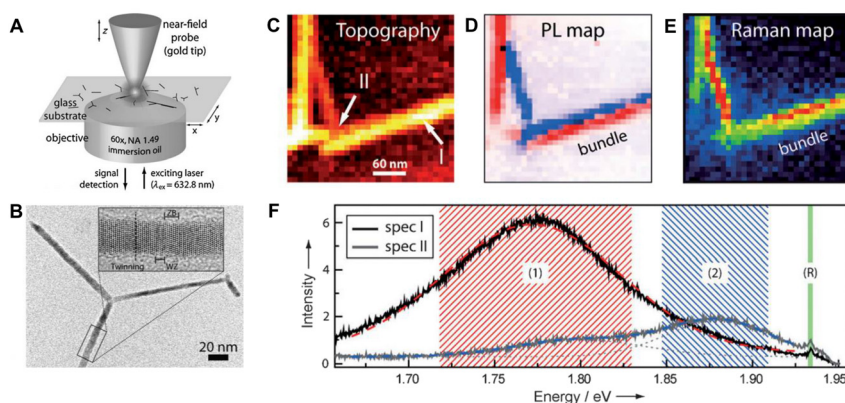 A
z
near-field
probe
(gold tip)
glass
substrate
objective
60x, NA 1.49
immersion oil
x
y
signal
detection
exciting laser
(λex = 632.8 nm)
B
ZB
Twinning
WZ
20 nm
C
Topography
II
I
60 nm
D
PL map
bundle
E
Raman map
bundle
F
spec I
spec II
(1)
(2)
(R)
Intensity
6
4
2
0
1.70
1.75
1.80
1.85
1.90
1.95
Energy / eV